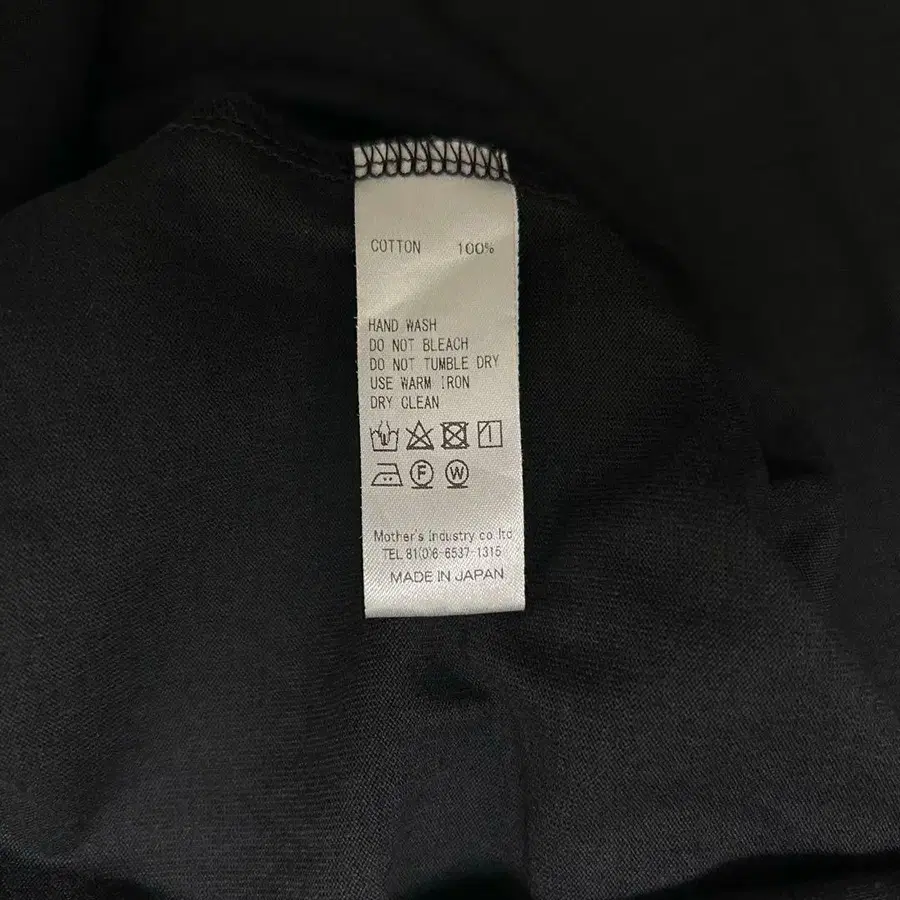 COTTON 100%
HAND WASH
DO NOT BLEACH
DO NOT TUMBLE DRY
USE WARM IRON
DRY CLEAN
F W
Mother's Industry co ltd
TEL 81(0)6-6537-1315
MADE IN JAPAN